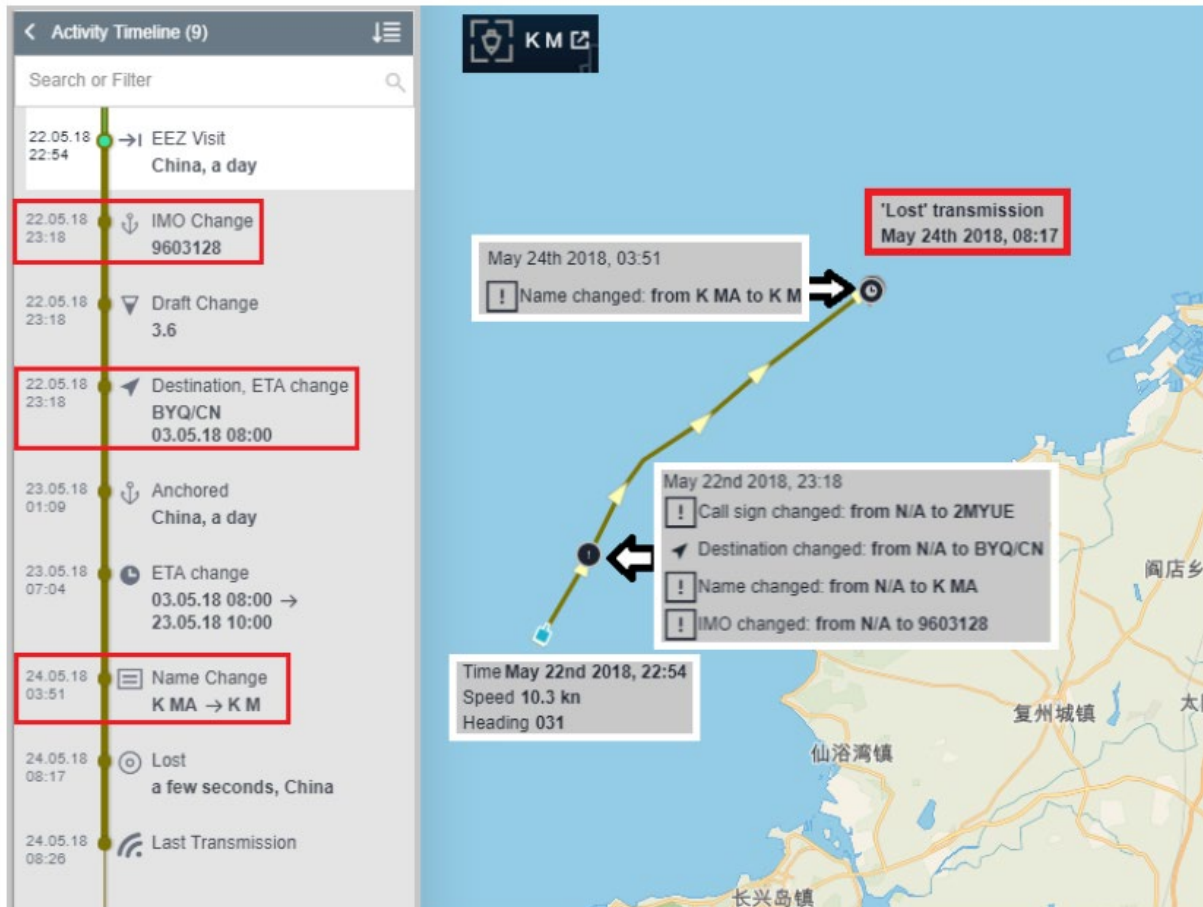 Activity Timeline (9)
Search or Filter
22.05.18
22:54
EEZ Visit
China, a day
22.05.18
23:18
IMO Change
9603128
22.05.18
23:18
Draft Change
3.6
22.05.18
23:18
Destination, ETA change
BYQ/CN
03.05.18 08:00
23.05.18
01:09
Anchored
China, a day
23.05.18
07:04
ETA change
03.05.18 08:00 →
23.05.18 10:00
24.05.18
03:51
Name Change
K MA → K M
24.05.18
08:17
Lost
a few seconds, China
24.05.18
08:26
Last Transmission
K M
'Lost' transmission
May 24th 2018, 08:17
May 24th 2018, 03:51
! Name changed: from K MA to K M
May 22nd 2018, 23:18
! Call sign changed: from N/A to 2MYUE
Destination changed: from N/A to BYQ/CN
! Name changed: from N/A to K MA
! IMO changed: from N/A to 9603128
Time May 22nd 2018, 22:54
Speed 10.3 kn
Heading 031
阎店乡
复州城镇
太
仙浴湾镇
长兴岛镇